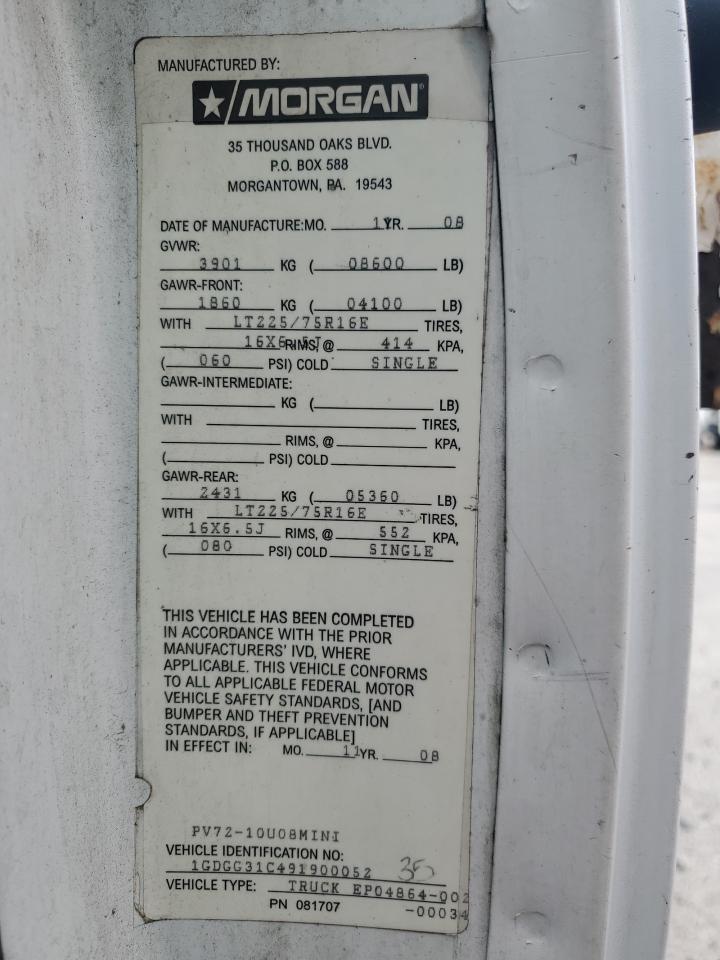 MANUFACTURED BY:
MORGAN
35 THOUSAND OAKS BLVD.
P.O. BOX 588
MORGANTOWN, PA. 19543
DATE OF MANUFACTURE: MO. 11 YR. 08
GVWR:
3901 KG ( 08600 LB)
GAWR-FRONT:
1860 KG ( 04100 LB)
WITH LT225/75R16E TIRES,
16X6.5J RIMS, @ 414 KPA,
( 060 PSI) COLD SINGLE
GAWR-INTERMEDIATE:
KG ( LB)
WITH TIRES,
RIMS, @ KPA,
( PSI) COLD
GAWR-REAR:
2431 KG ( 05360 LB)
WITH LT225/75R16E TIRES,
16X6.5J RIMS, @ 552 KPA,
( 080 PSI) COLD SINGLE
THIS VEHICLE HAS BEEN COMPLETED
IN ACCORDANCE WITH THE PRIOR
MANUFACTURERS' IVD, WHERE
APPLICABLE. THIS VEHICLE CONFORMS
TO ALL APPLICABLE FEDERAL MOTOR
VEHICLE SAFETY STANDARDS, [AND
BUMPER AND THEFT PREVENTION
STANDARDS, IF APPLICABLE]
IN EFFECT IN: MO. 11 YR. 08
PV72-10U08MINI
VEHICLE IDENTIFICATION NO:
1GDGG31C491900052 35
VEHICLE TYPE: TRUCK EP04864-002
PN 081707 -00034